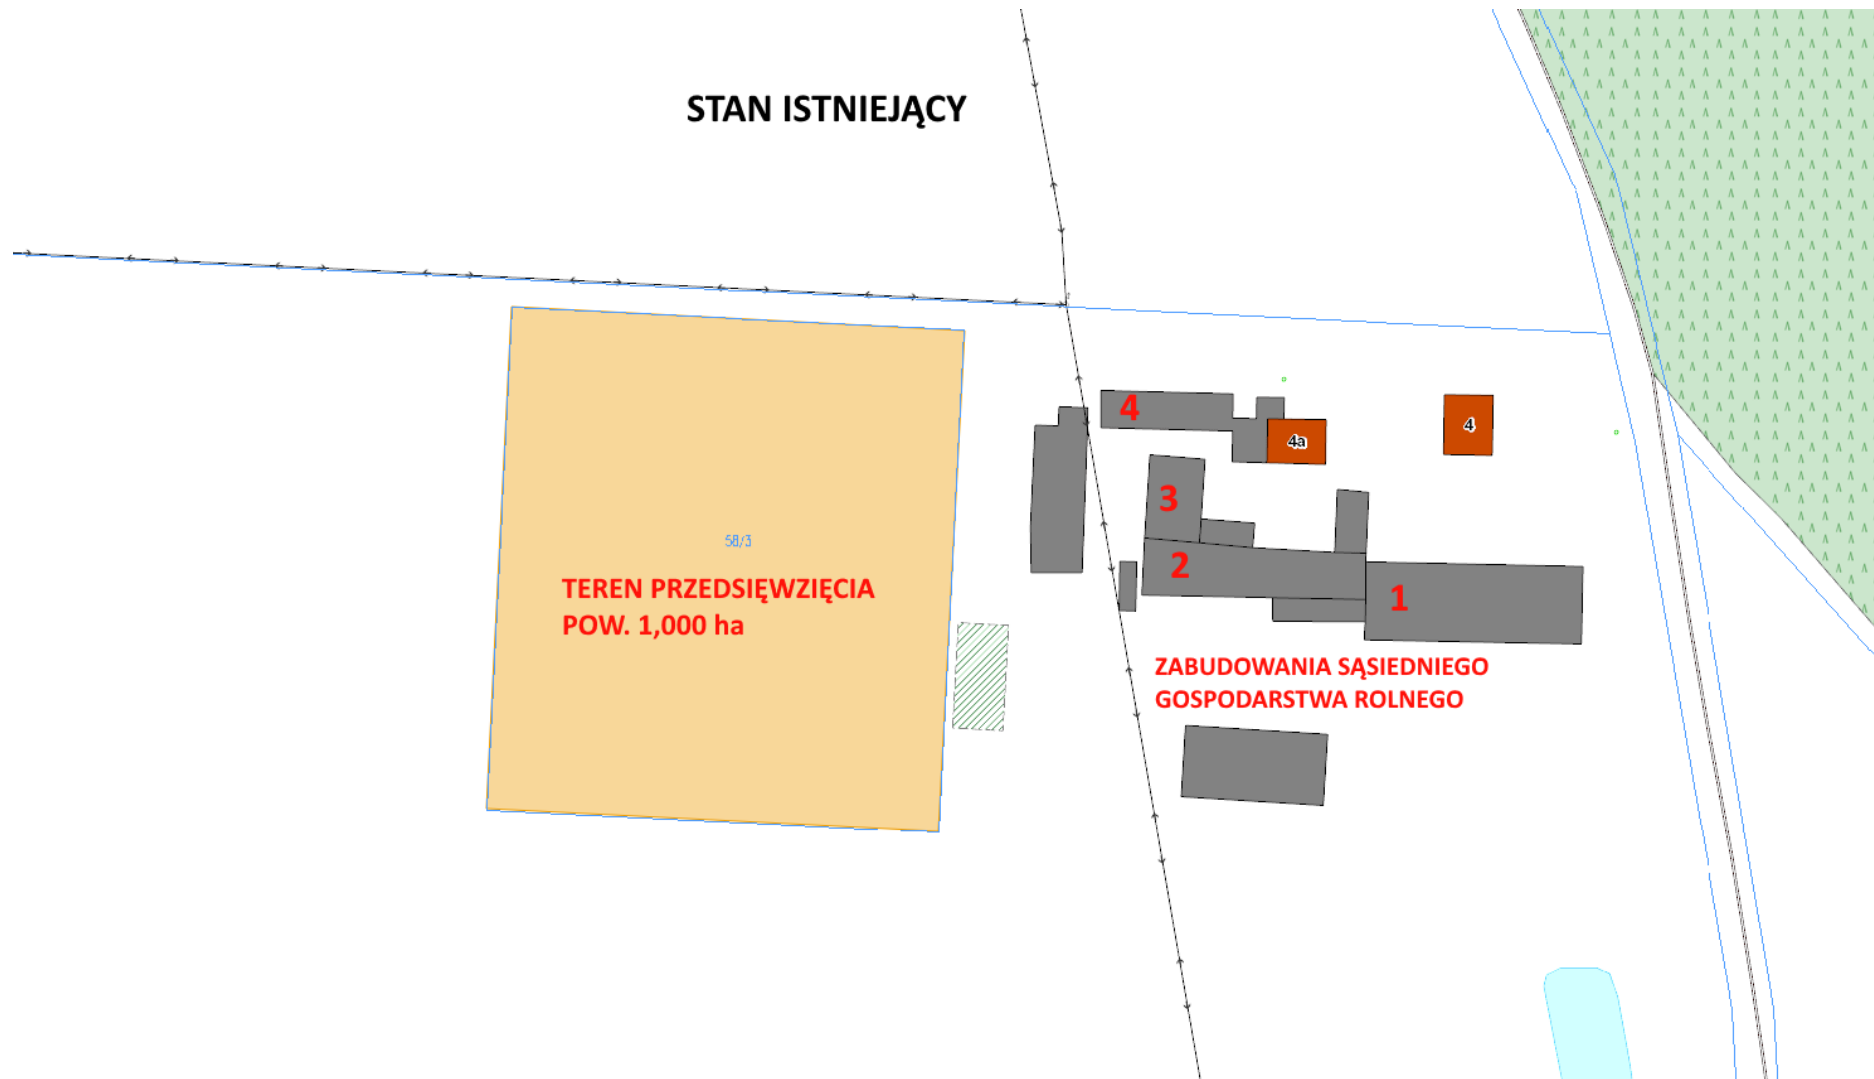 STAN ISTNIEJĄCY
4
4a
4
3
58/3
2
TEREN PRZEDSIĘWZIĘCIA
POW. 1,000 ha
1
ZABUDOWANIA SĄSIEDNIEGO
GOSPODARSTWA ROLNEGO